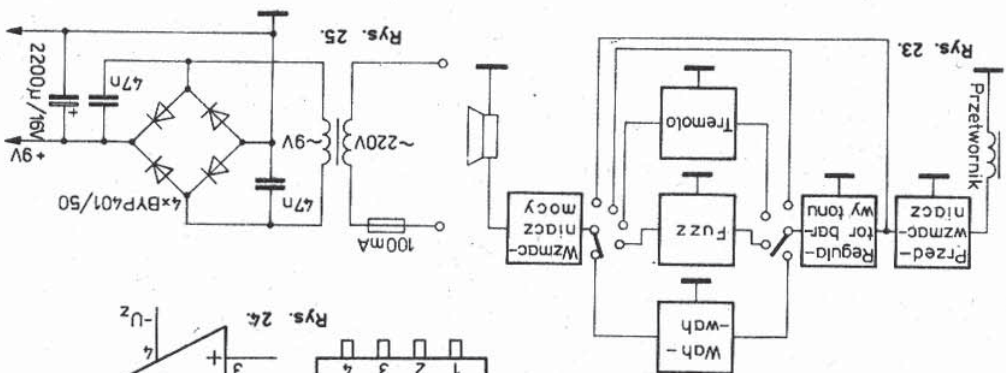 1 2 3 4
3
+
4
-Uz
Rys. 24.
Wah-
-wah
Fuzz
Tremolo
Przetwornik
Przed-
wzmac-
niacz
Regula-
tor bar-
wy tonu
Wzmac-
niacz
mocy
Rys. 23.
100mA
~220V
~9V
47n
4xBYP401/50
47n
+9V
+
2200µ/16V
Rys. 25.